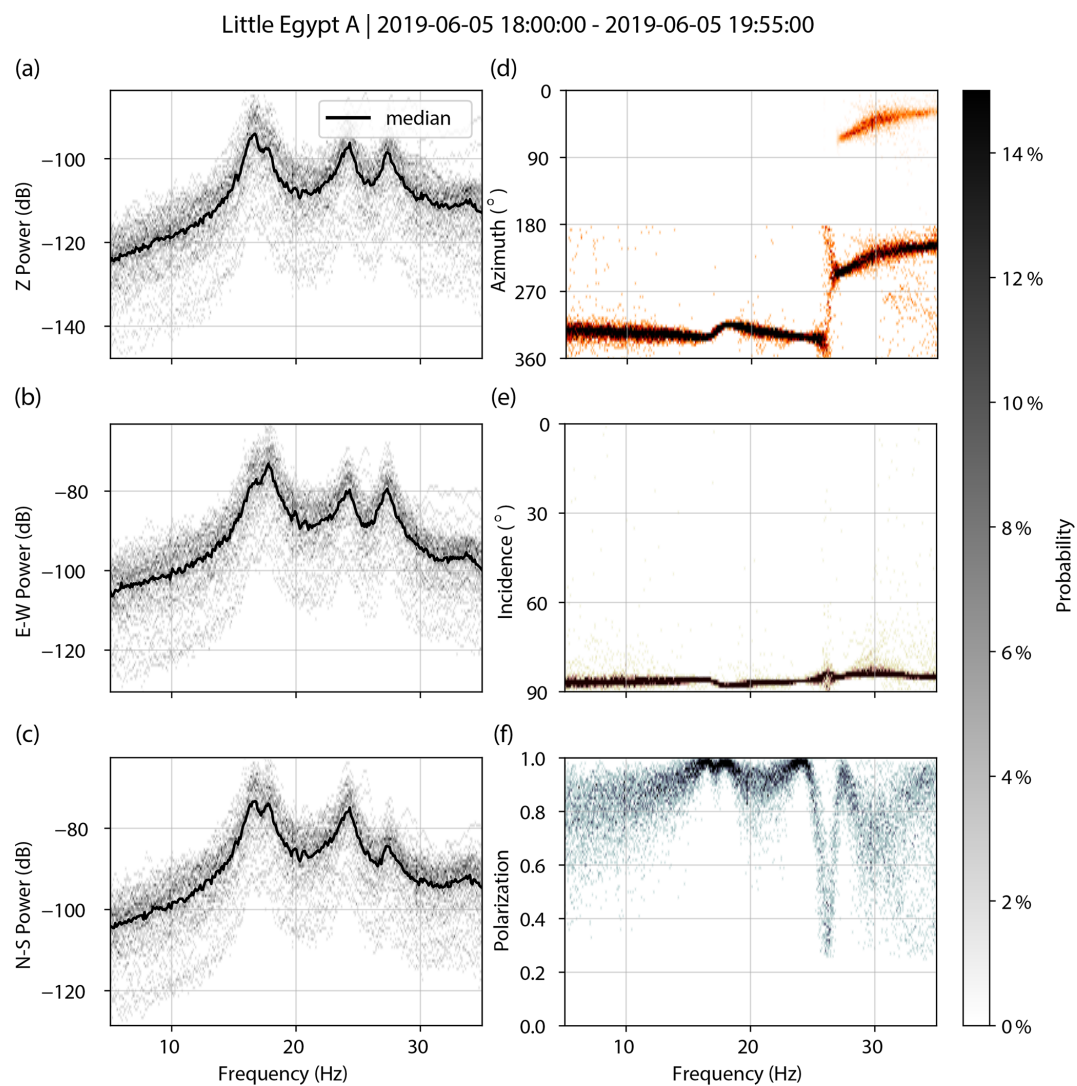 Little Egypt A | 2019-06-05 18:00:00 - 2019-06-05 19:55:00
(a)
median
Z Power (dB)
−100
−120
−140
(b)
E-W Power (dB)
−80
−100
−120
(c)
N-S Power (dB)
−80
−100
−120
10 20 30
Frequency (Hz)
(d)
Azimuth (°)
0
90
180
270
360
(e)
Incidence (°)
0
30
60
90
(f)
Polarization
1.0
0.8
0.6
0.4
0.2
0.0
10 20 30
Frequency (Hz)
14 %
12 %
10 %
8 %
6 %
4 %
2 %
0 %
Probability